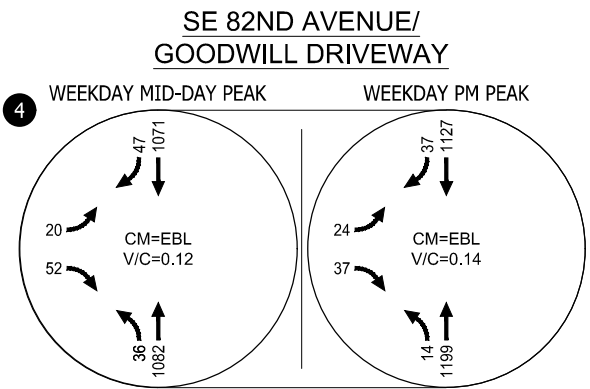 SE 82ND AVENUE/
GOODWILL DRIVEWAY
WEEKDAY MID-DAY PEAK
WEEKDAY PM PEAK
4
47
1071
20
52
CM=EBL
V/C=0.12
36
1082
37
1127
24
37
CM=EBL
V/C=0.14
14
1199